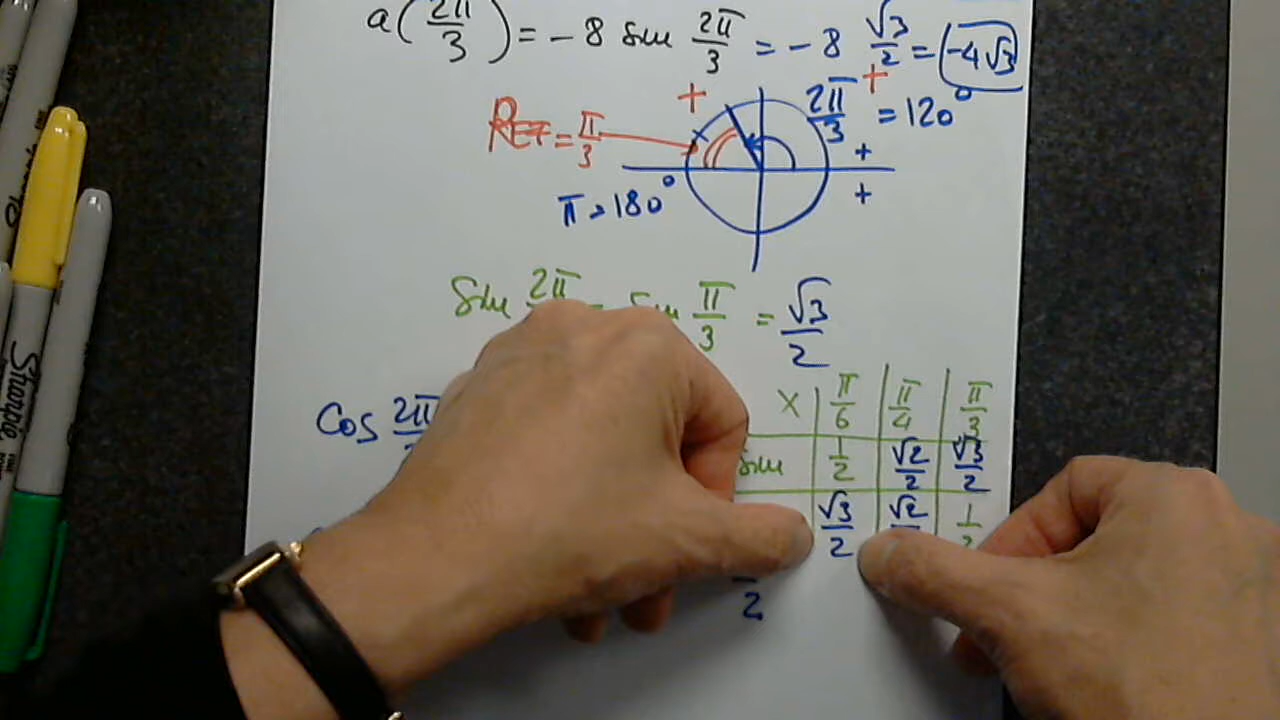 a(2π/3) = -8 sin 2π/3 = -8 √3/2 = -4√3
+ +
REF = π/3
2π/3 = 120°
+
π = 180°
+
sin 2π = sin π/3 = √3/2
x π/6 π/4 π/3
cos 2π
sin 1/2 √2/2 √3/2
√3/2 √2 1
2
Sharpie